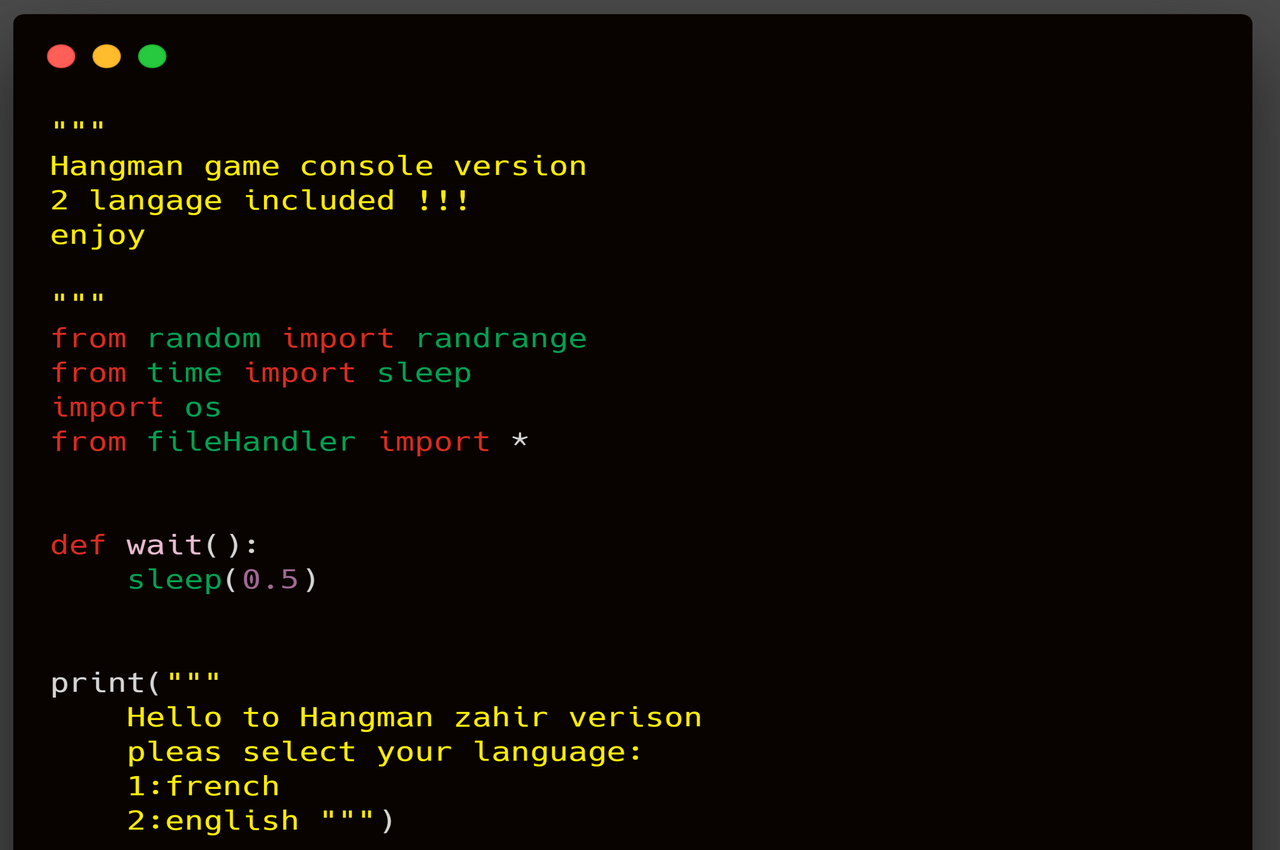 """
Hangman game console version
2 langage included !!!
enjoy
"""
from random import randrange
from time import sleep
import os
from fileHandler import *
def wait():
    sleep(0.5)
print("""
    Hello to Hangman zahir verison
    pleas select your language:
    1:french
    2:english """)